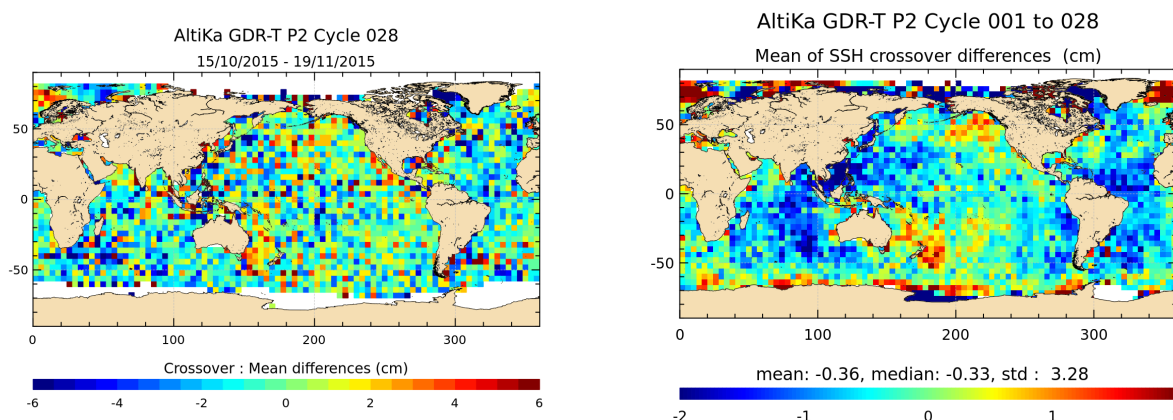 AltiKa GDR-T P2 Cycle 028
15/10/2015 - 19/11/2015
50
0
-50
0 100 200 300
Crossover : Mean differences (cm)
-6 -4 -2 0 2 4 6
AltiKa GDR-T P2 Cycle 001 to 028
Mean of SSH crossover differences (cm)
50
0
-50
0 100 200 300
mean: -0.36, median: -0.33, std : 3.28
-2 -1 0 1